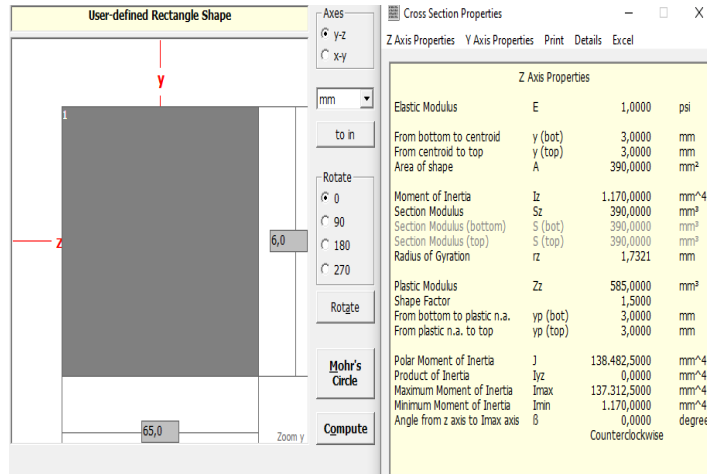 User-defined Rectangle Shape
y
1
z
6,0
65,0
Zoom y
Axes
y-z
x-y
mm
to in
Rotate
0
90
180
270
Rotate
Mohr's
Circle
Compute
Cross Section Properties
Z Axis Properties Y Axis Properties Print Details Excel
Z Axis Properties
Elastic Modulus E 1,0000 psi
From bottom to centroid y (bot) 3,0000 mm
From centroid to top y (top) 3,0000 mm
Area of shape A 390,0000 mm²
Moment of Inertia Iz 1.170,0000 mm^4
Section Modulus Sz 390,0000 mm³
Section Modulus (bottom) S (bot) 390,0000 mm³
Section Modulus (top) S (top) 390,0000 mm³
Radius of Gyration rz 1,7321 mm
Plastic Modulus Zz 585,0000 mm³
Shape Factor 1,5000
From bottom to plastic n.a. yp (bot) 3,0000 mm
From plastic n.a. to top yp (top) 3,0000 mm
Polar Moment of Inertia J 138.482,5000 mm^4
Product of Inertia Iyz 0,0000 mm^4
Maximum Moment of Inertia Imax 137.312,5000 mm^4
Minimum Moment of Inertia Imin 1.170,0000 mm^4
Angle from z axis to Imax axis ß 0,0000 degree
Counterclockwise